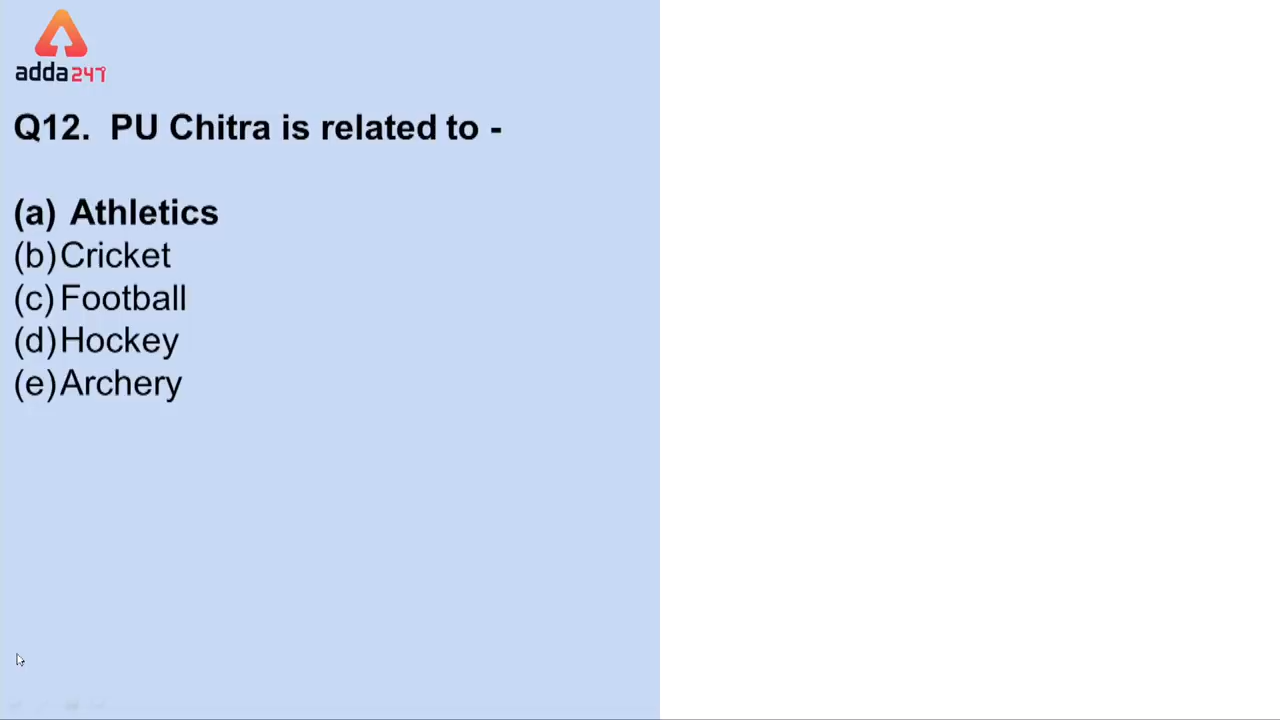 adda247
Q12. PU Chitra is related to -
(a) Athletics
(b) Cricket
(c) Football
(d) Hockey
(e) Archery